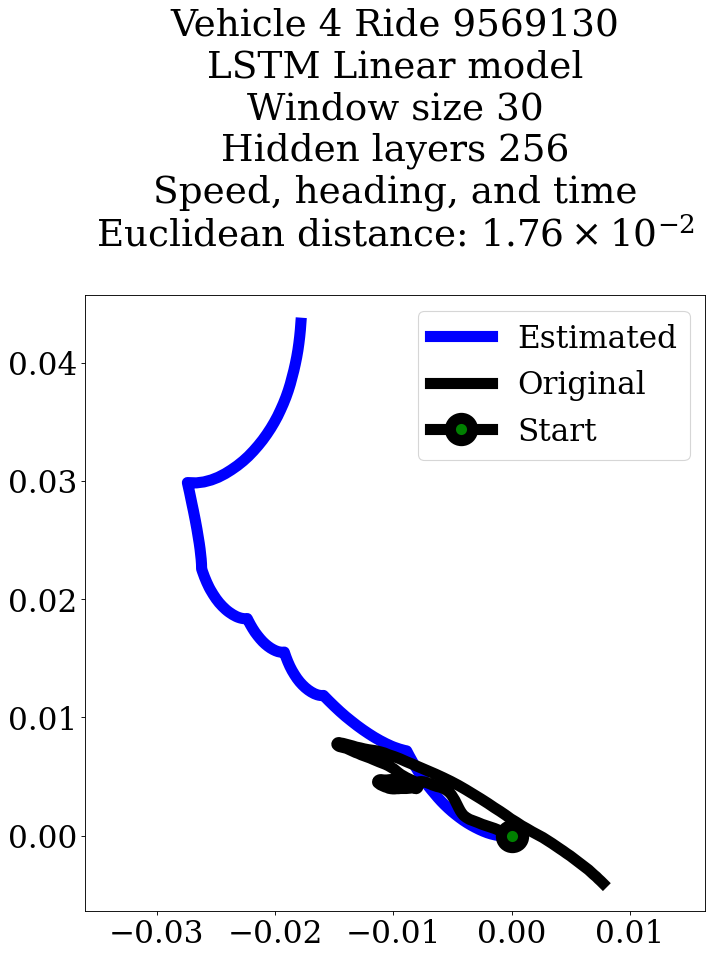 Vehicle 4 Ride 9569130
LSTM Linear model
Window size 30
Hidden layers 256
Speed, heading, and time
Euclidean distance: 1.76 × 10⁻²
Estimated
Original
Start
0.04
0.03
0.02
0.01
0.00
−0.03 −0.02 −0.01 0.00 0.01